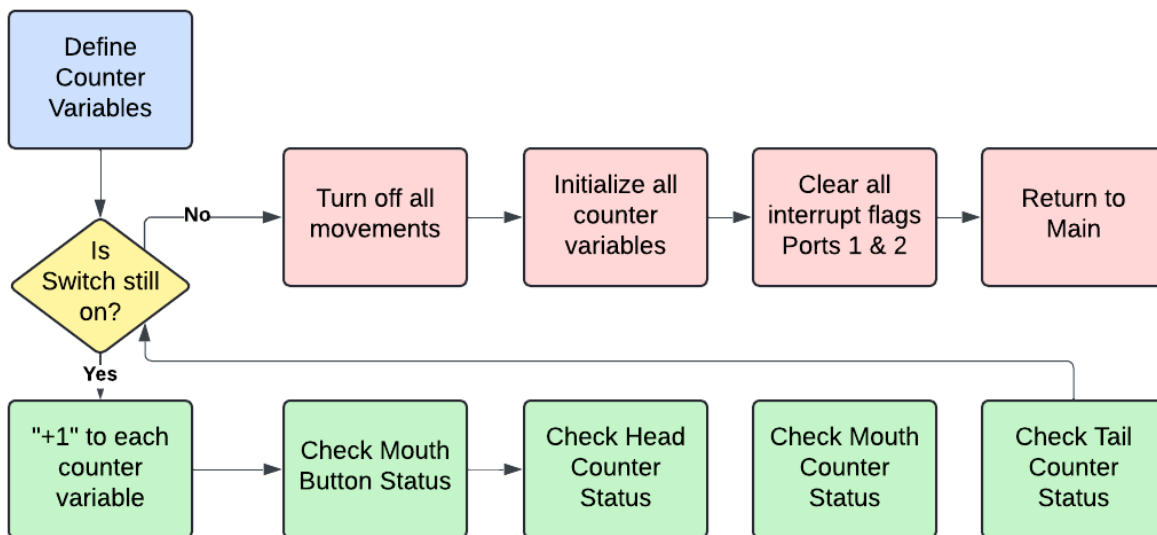 Define
Counter
Variables
No
Turn off all
movements
Initialize all
counter
variables
Clear all
interrupt flags
Ports 1 & 2
Return to
Main
Is
Switch still
on?
Yes
"+1" to each
counter
variable
Check Mouth
Button Status
Check Head
Counter
Status
Check Mouth
Counter
Status
Check Tail
Counter
Status